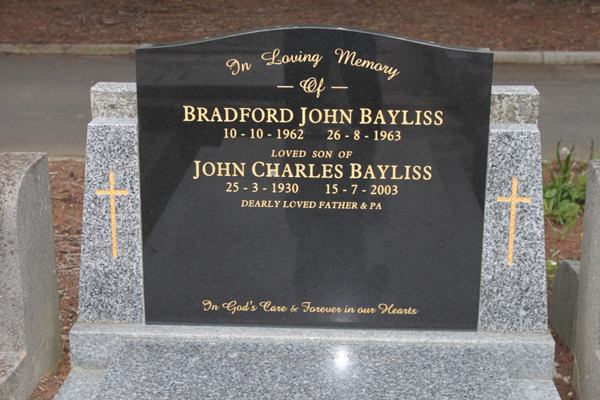 In Loving Memory
— Of —
BRADFORD JOHN BAYLISS
10 - 10 - 1962 26 - 8 - 1963
LOVED SON OF
JOHN CHARLES BAYLISS
25 - 3 - 1930 15 - 7 - 2003
DEARLY LOVED FATHER & PA
In God's Care & Forever in our Hearts